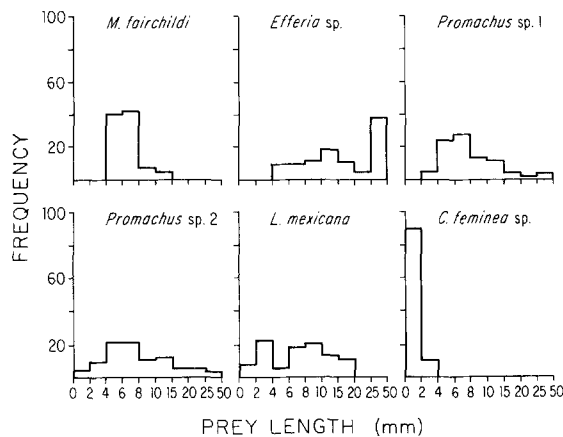 M. fairchildi
Efferia sp.
Promachus sp. 1
100
60
20
FREQUENCY
Promachus sp. 2
L. mexicana
C. feminea sp.
100
60
20
0 2 4 6 8 10 15 20 25 50
0 2 4 6 8 10 15 20 25 50
0 2 4 6 8 10 15 20 25 50
PREY LENGTH (mm)